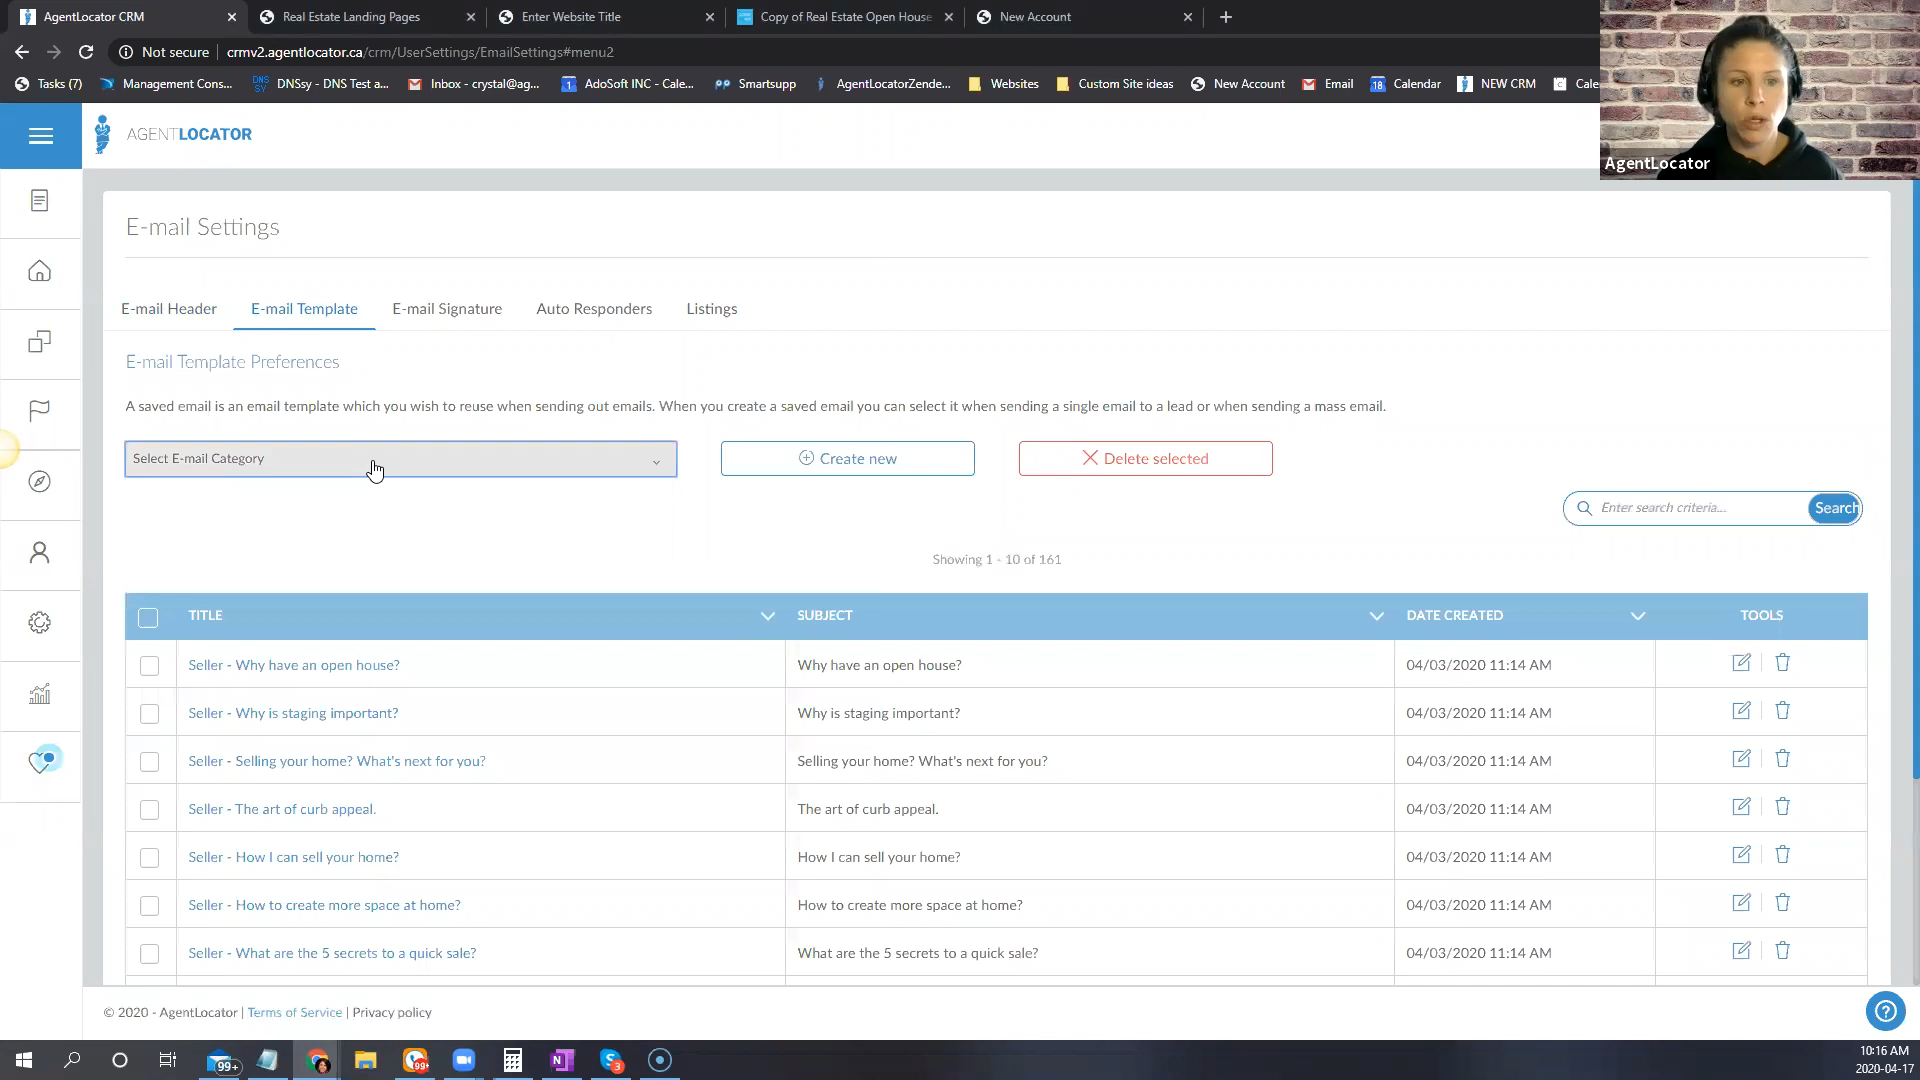 AgentLocator CRM
Real Estate Landing Pages
Enter Website Title
Copy of Real Estate Open House
New Account
Not secure | crmv2.agentlocator.ca/crm/UserSettings/EmailSettings#menu2
Tasks (7)
Management Cons...
DNSsy - DNS Test a...
Inbox - crystal@ag...
AdoSoft INC - Cale...
Smartsupp
AgentLocatorZende...
Websites
Custom Site ideas
New Account
Email
Calendar
NEW CRM
Cale
AgentLocator
AGENTLOCATOR
E-mail Settings
E-mail Header
E-mail Template
E-mail Signature
Auto Responders
Listings
E-mail Template Preferences
A saved email is an email template which you wish to reuse when sending out emails. When you create a saved email you can select it when sending a single email to a lead or when sending a mass email.
Select E-mail Category
Create new
Delete selected
Enter search criteria...
Search
Showing 1 - 10 of 161
TITLE SUBJECT DATE CREATED TOOLS
Seller - Why have an open house? Why have an open house? 04/03/2020 11:14 AM
Seller - Why is staging important? Why is staging important? 04/03/2020 11:14 AM
Seller - Selling your home? What's next for you? Selling your home? What's next for you? 04/03/2020 11:14 AM
Seller - The art of curb appeal. The art of curb appeal. 04/03/2020 11:14 AM
Seller - How I can sell your home? How I can sell your home? 04/03/2020 11:14 AM
Seller - How to create more space at home? How to create more space at home? 04/03/2020 11:14 AM
Seller - What are the 5 secrets to a quick sale? What are the 5 secrets to a quick sale? 04/03/2020 11:14 AM
© 2020 - AgentLocator | Terms of Service | Privacy policy
99+
99+
3
10:16 AM
2020-04-17